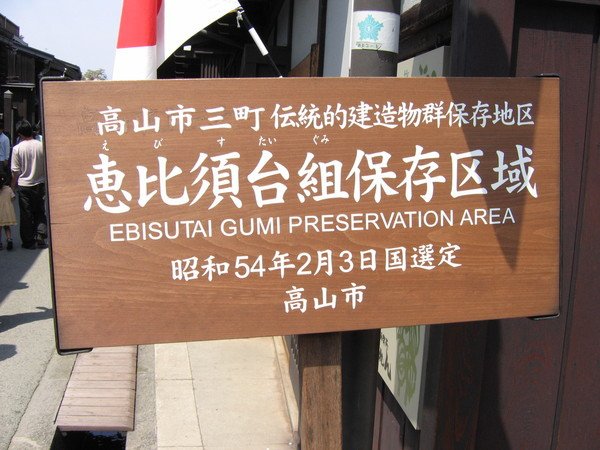 高山市三町 伝統的建造物群保存地区
えびすたいぐみ
恵比須台組保存区域
EBISUTAI GUMI PRESERVATION AREA
昭和54年2月3日国選定
高山市